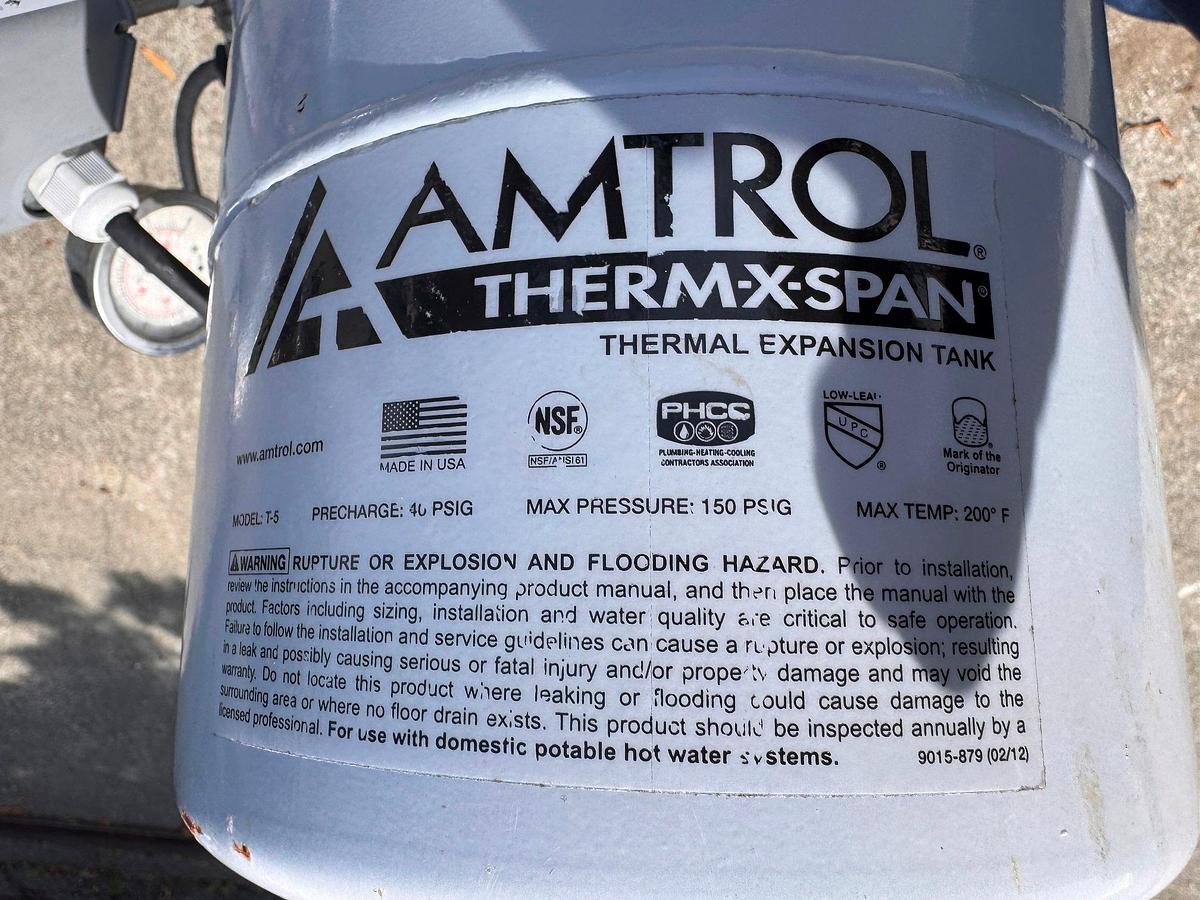 AMTROL®
THERM-X-SPAN®
THERMAL EXPANSION TANK
www.amtrol.com
MADE IN USA
NSF®
NSF/ANSI 61
PHCC
PLUMBING-HEATING-COOLING
CONTRACTORS ASSOCIATION
LOW-LEAD
UPC ®
Mark of the
Originator
MODEL: T-5 PRECHARGE: 40 PSIG MAX PRESSURE: 150 PSIG MAX TEMP: 200° F
WARNING RUPTURE OR EXPLOSION AND FLOODING HAZARD. Prior to installation,
review the instructions in the accompanying product manual, and then place the manual with the
product. Factors including sizing, installation and water quality are critical to safe operation.
Failure to follow the installation and service guidelines can cause a rupture or explosion; resulting
in a leak and possibly causing serious or fatal injury and/or property damage and may void the
warranty. Do not locate this product where leaking or flooding could cause damage to the
surrounding area or where no floor drain exists. This product should be inspected annually by a
licensed professional. For use with domestic potable hot water systems.
9015-879 (02/12)